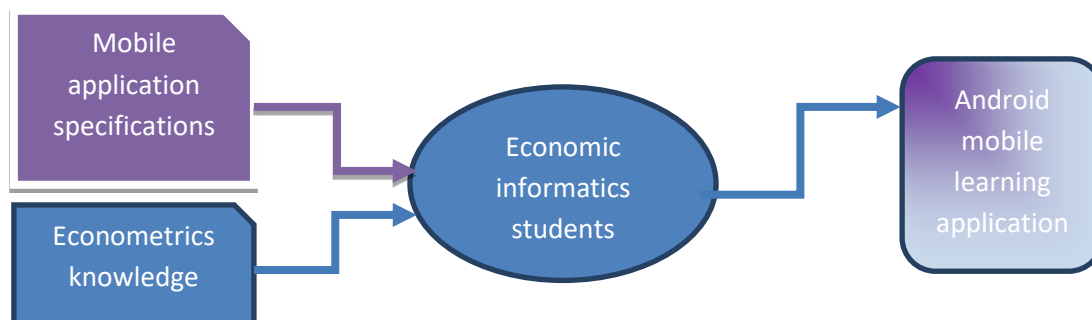 Mobile
application
specifications
Econometrics
knowledge
Economic
informatics
students
Android
mobile
learning
application